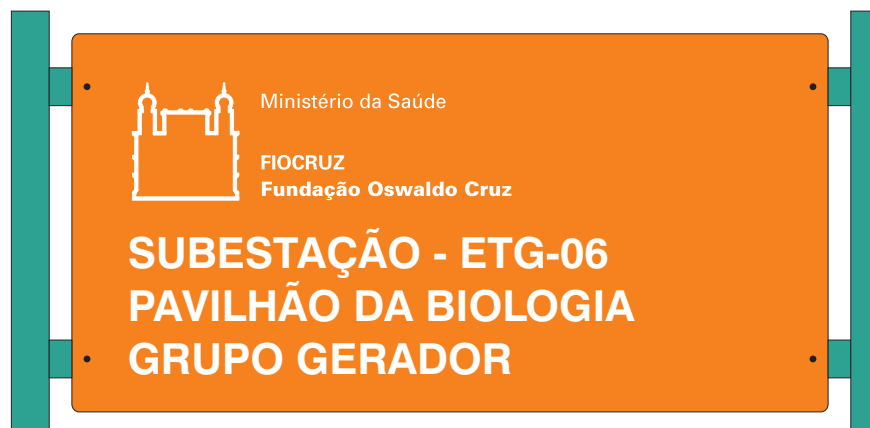 Ministério da Saúde
FIOCRUZ
Fundação Oswaldo Cruz
SUBESTAÇÃO - ETG-06
PAVILHÃO DA BIOLOGIA
GRUPO GERADOR